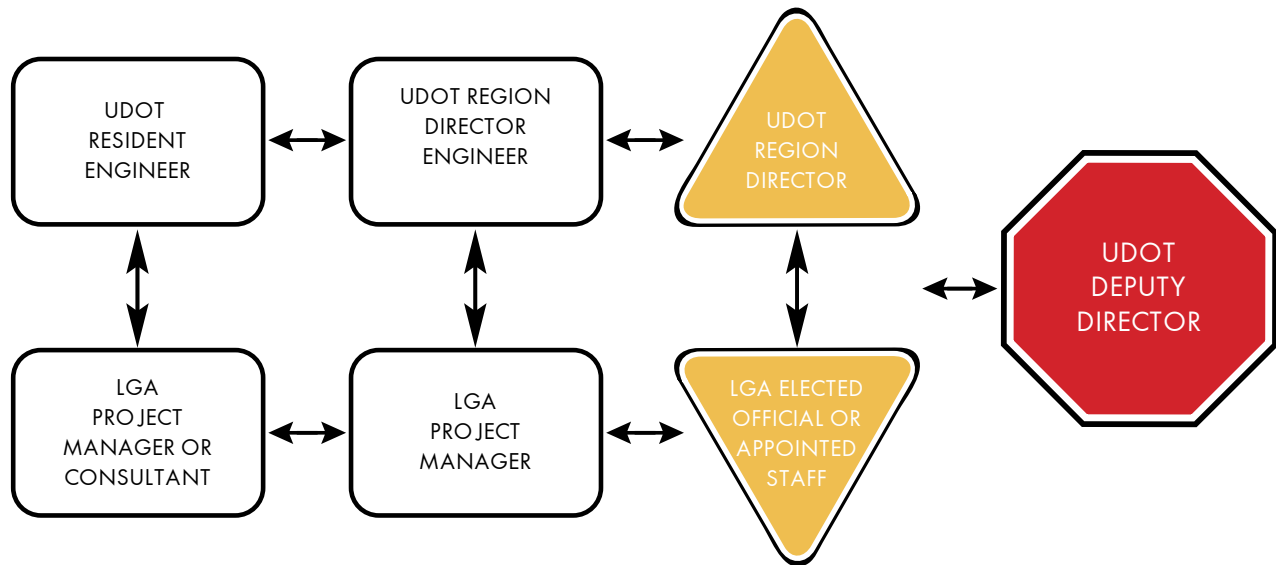 UDOT
RESIDENT
ENGINEER
UDOT REGION
DIRECTOR
ENGINEER
UDOT
REGION
DIRECTOR
UDOT
DEPUTY
DIRECTOR
LGA
PROJECT
MANAGER OR
CONSULTANT
LGA
PROJECT
MANAGER
LGA ELECTED
OFFICIAL OR
APPOINTED
STAFF